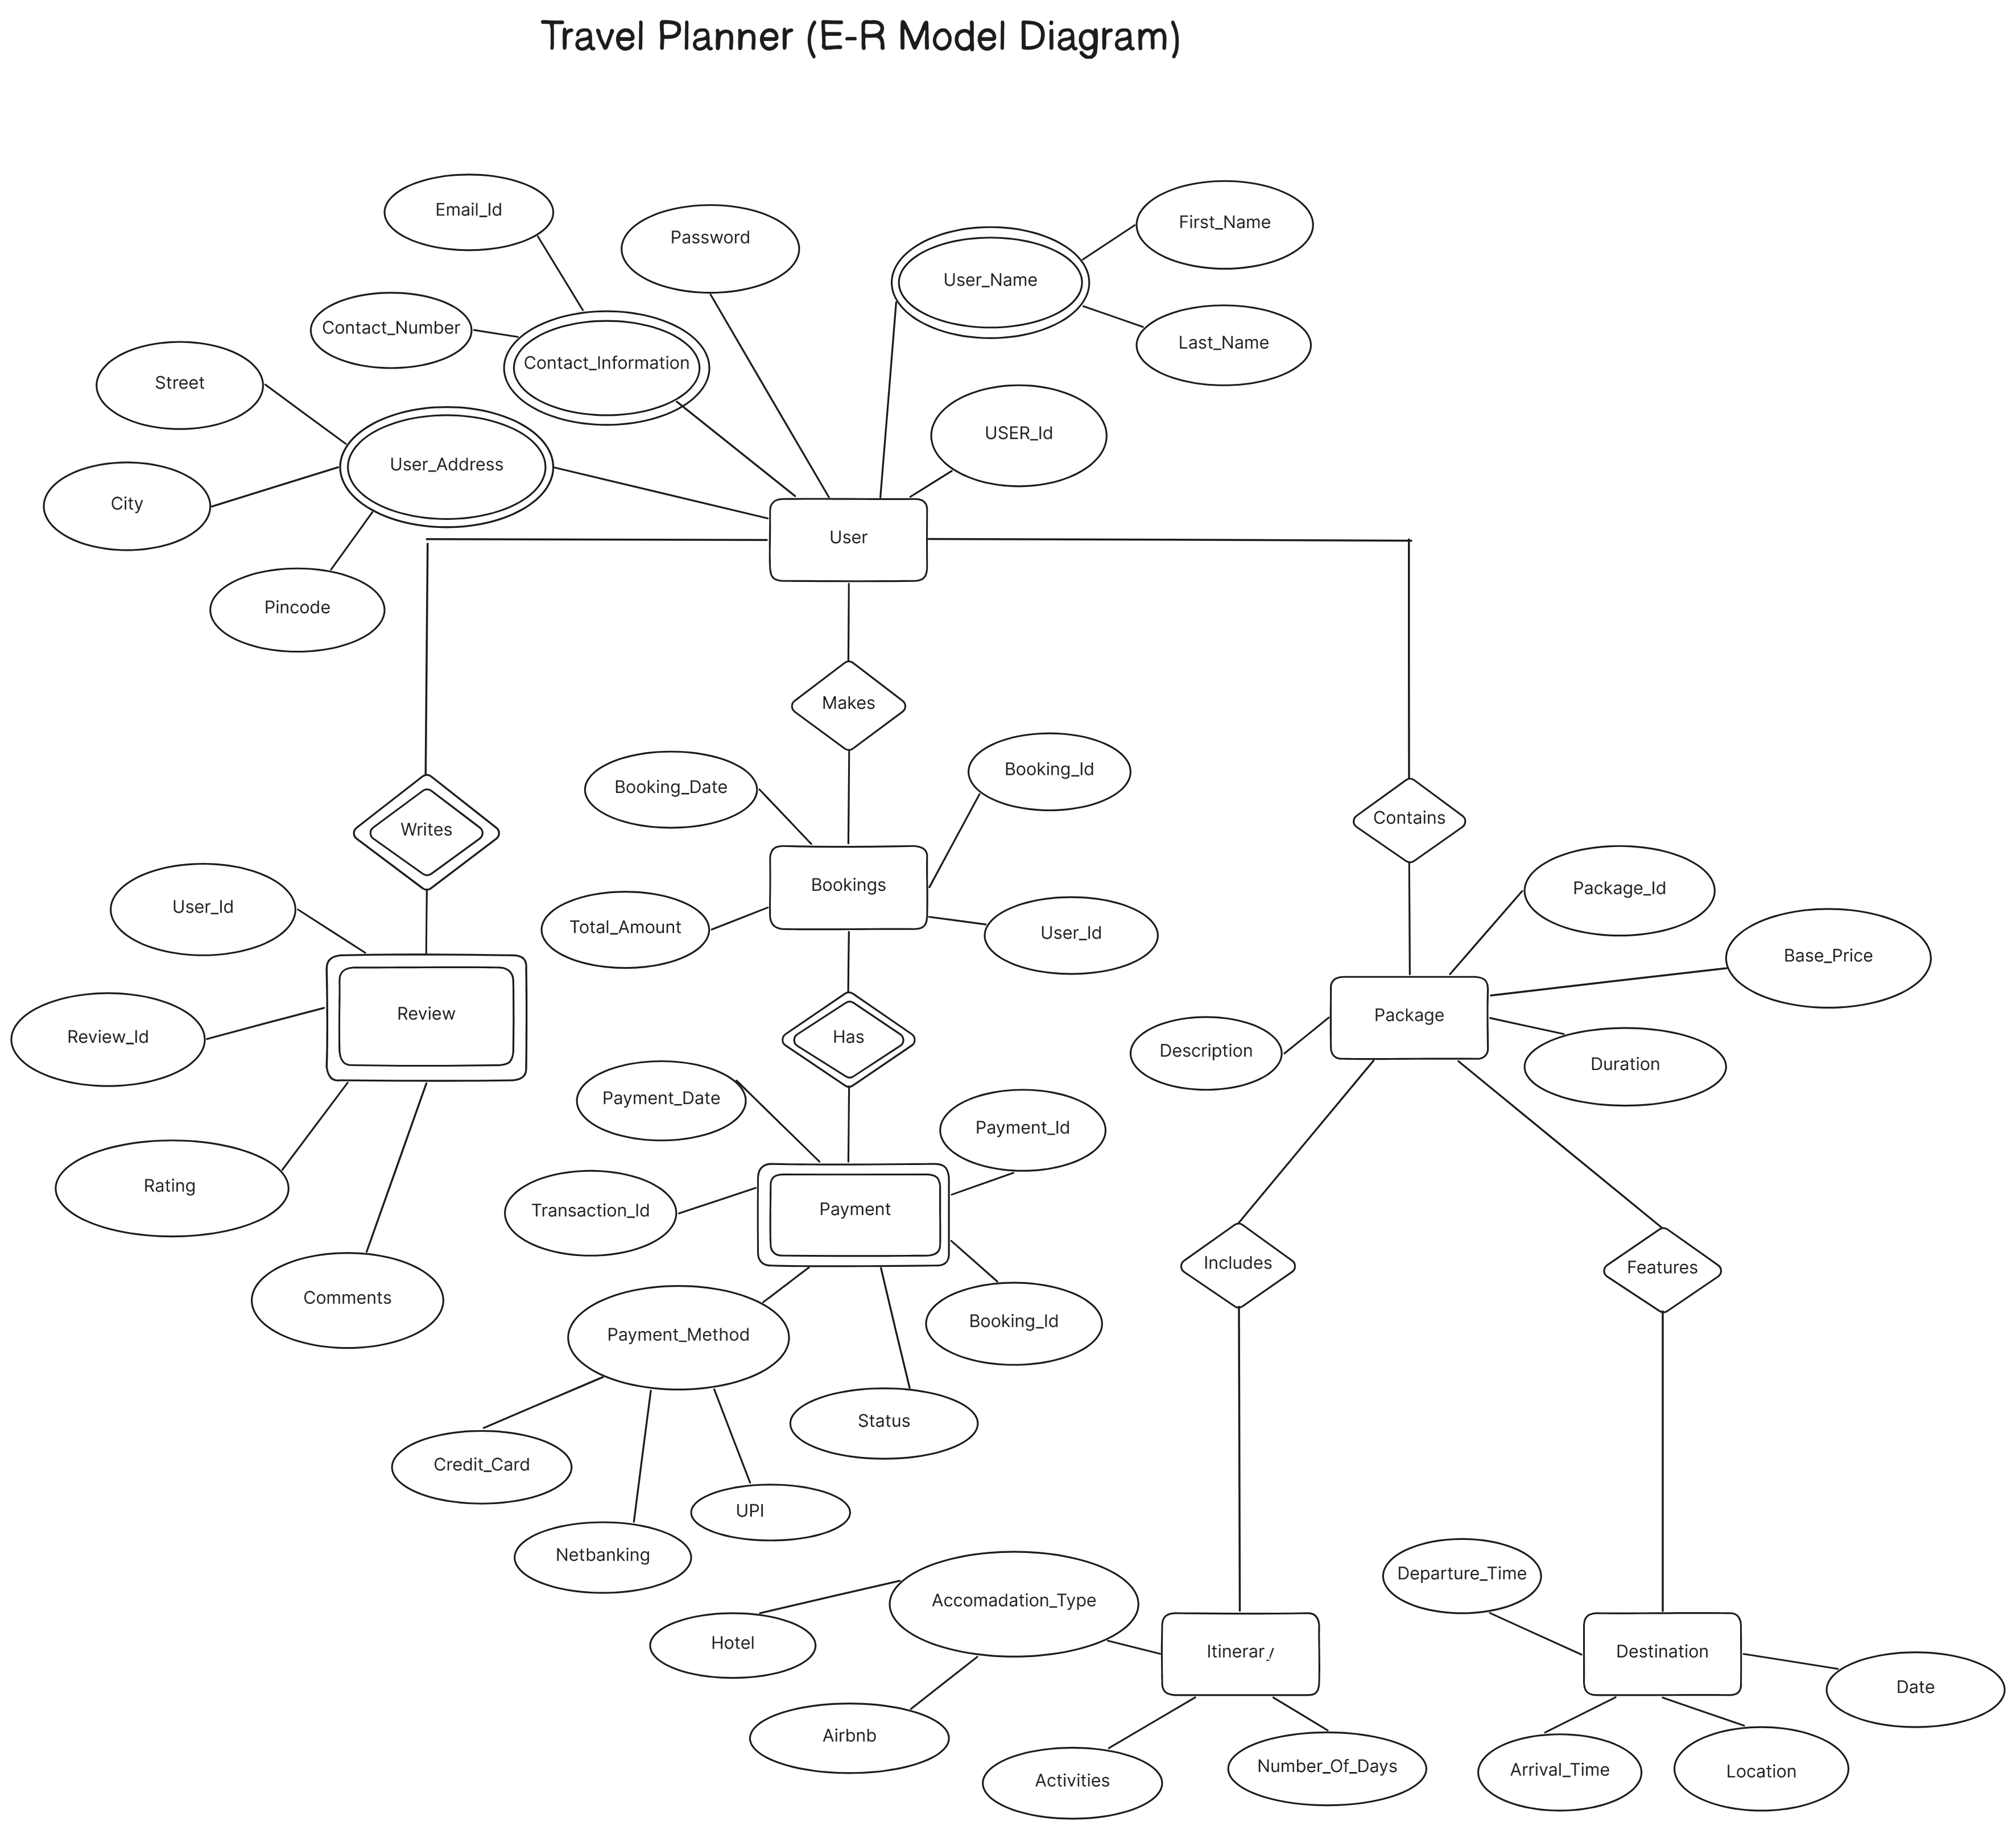 Travel Planner (E-R Model Diagram)
Email_Id
Password
First_Name
User_Name
Contact_Number
Last_Name
Contact_Information
Street
USER_Id
User_Address
City
User
Pincode
Makes
Booking_Id
Booking_Date
Contains
Writes
Package_Id
Bookings
User_Id
Total_Amount
User_Id
Base_Price
Review
Package
Review_Id
Has
Description
Duration
Payment_Date
Payment_Id
Rating
Transaction_Id
Payment
Includes
Features
Comments
Booking_Id
Payment_Method
Status
Credit_Card
UPI
Netbanking
Departure_Time
Accomadation_Type
Hotel
Itinerary
Destination
Date
Airbnb
Activities
Number_Of_Days
Arrival_Time
Location